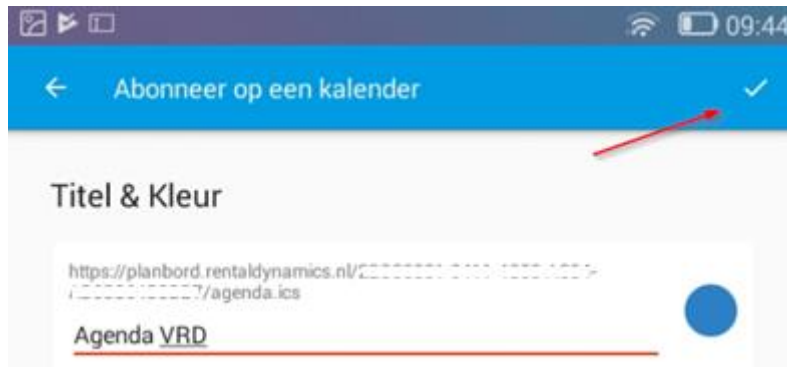 09:44
Abonneer op een kalender
Titel & Kleur
https://planbord.rentaldynamics.nl/
/agenda.ics
Agenda VRD